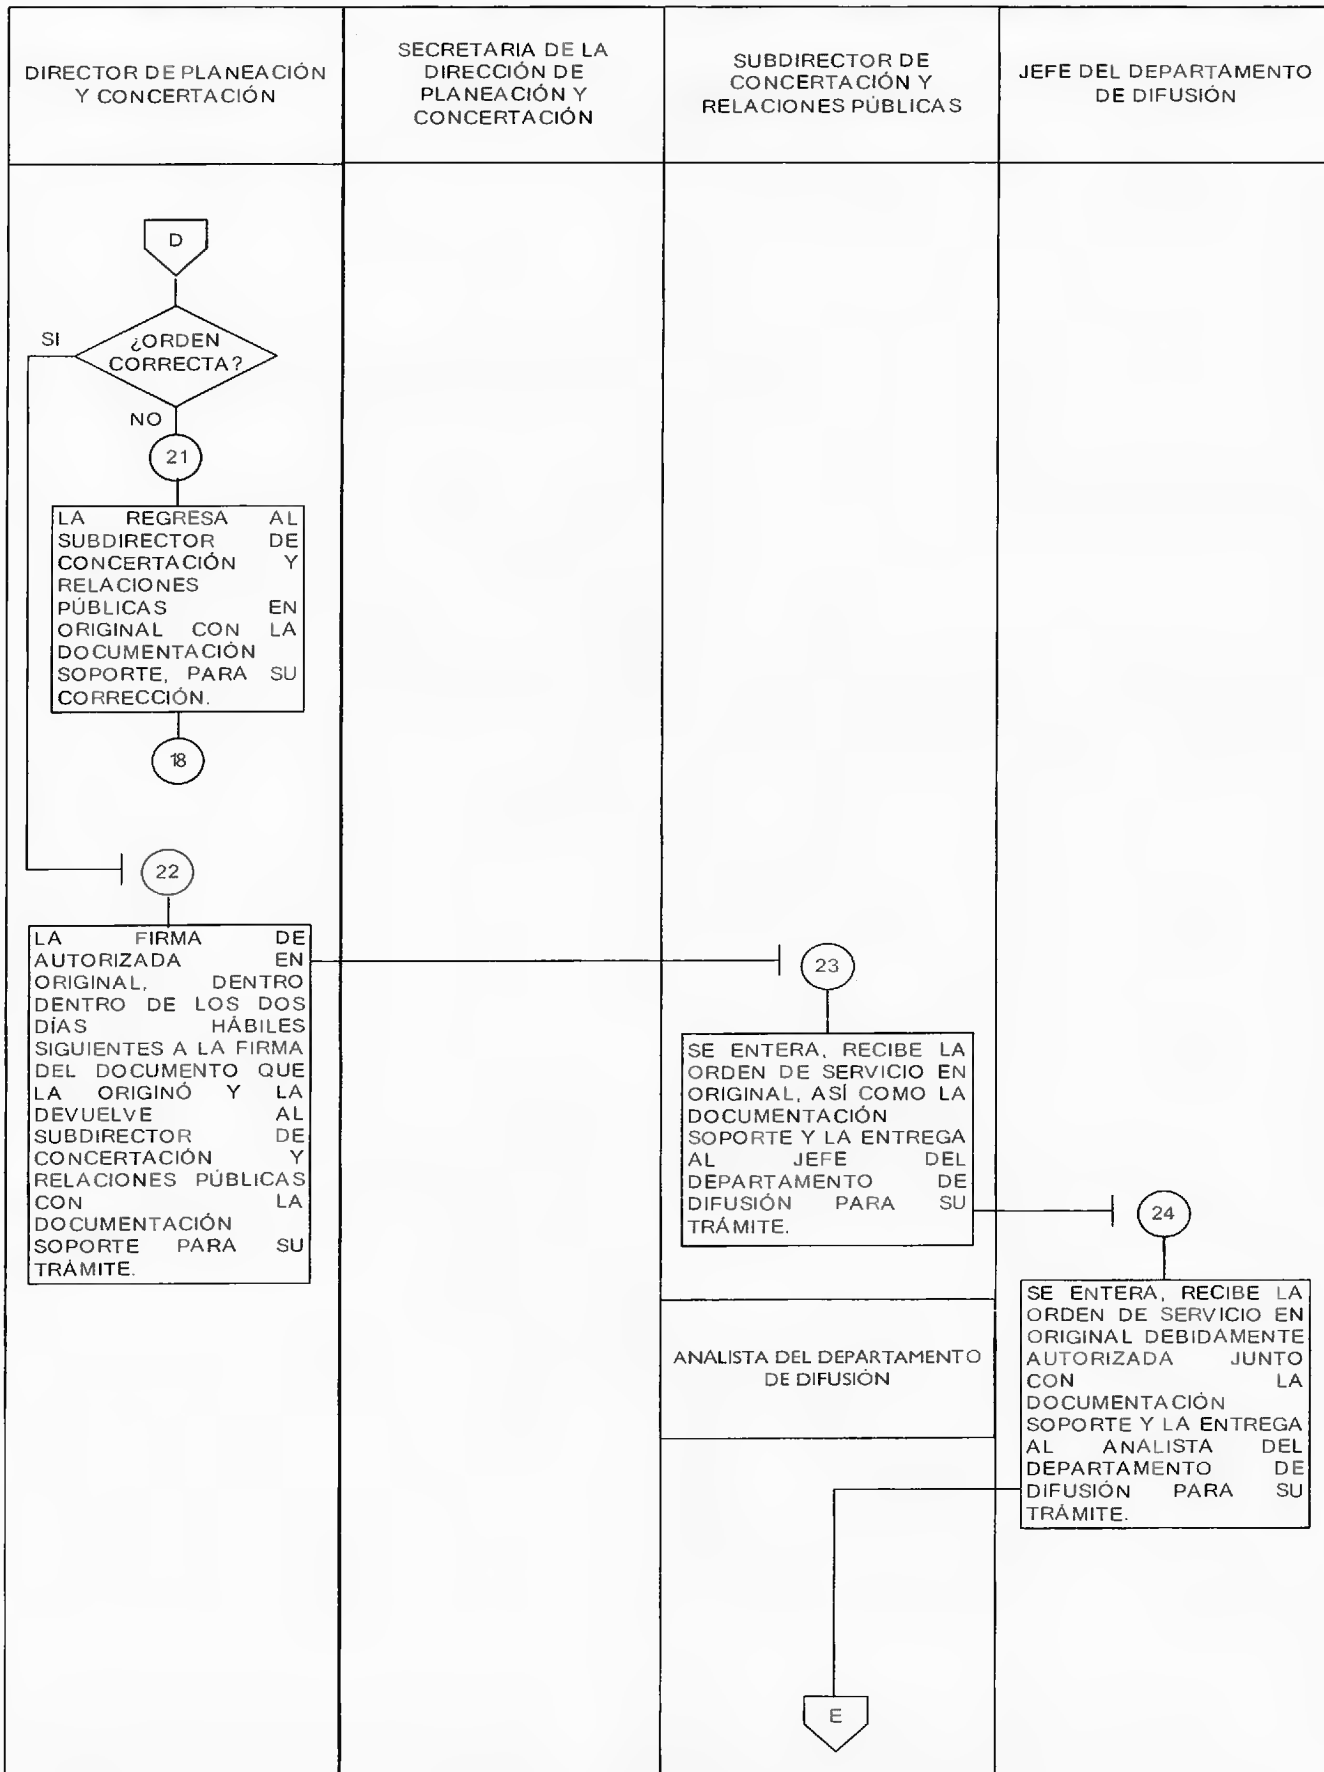 DIRECTOR DE PLANEACIÓN
Y CONCERTACIÓN
SECRETARIA DE LA
DIRECCIÓN DE
PLANEACIÓN Y
CONCERTACIÓN
SUBDIRECTOR DE
CONCERTACIÓN Y
RELACIONES PÚBLICAS
JEFE DEL DEPARTAMENTO
DE DIFUSIÓN
D
SI
¿ORDEN
CORRECTA?
NO
21
LA REGRESA AL
SUBDIRECTOR DE
CONCERTACIÓN Y
RELACIONES
PÚBLICAS EN
ORIGINAL CON LA
DOCUMENTACIÓN
SOPORTE, PARA SU
CORRECCIÓN.
18
22
LA FIRMA DE
AUTORIZADA EN
ORIGINAL, DENTRO
DENTRO DE LOS DOS
DÍAS HÁBILES
SIGUIENTES A LA FIRMA
DEL DOCUMENTO QUE
LA ORIGINÓ Y LA
DEVUELVE AL
SUBDIRECTOR DE
CONCERTACIÓN Y
RELACIONES PÚBLICAS
CON LA
DOCUMENTACIÓN
SOPORTE PARA SU
TRÁMITE.
23
SE ENTERA, RECIBE LA
ORDEN DE SERVICIO EN
ORIGINAL, ASÍ COMO LA
DOCUMENTACIÓN
SOPORTE Y LA ENTREGA
AL JEFE DEL
DEPARTAMENTO DE
DIFUSIÓN PARA SU
TRÁMITE.
24
SE ENTERA, RECIBE LA
ORDEN DE SERVICIO EN
ORIGINAL DEBIDAMENTE
AUTORIZADA JUNTO
CON LA
DOCUMENTACIÓN
SOPORTE Y LA ENTREGA
AL ANALISTA DEL
DEPARTAMENTO DE
DIFUSIÓN PARA SU
TRÁMITE.
ANALISTA DEL DEPARTAMENTO
DE DIFUSIÓN
E